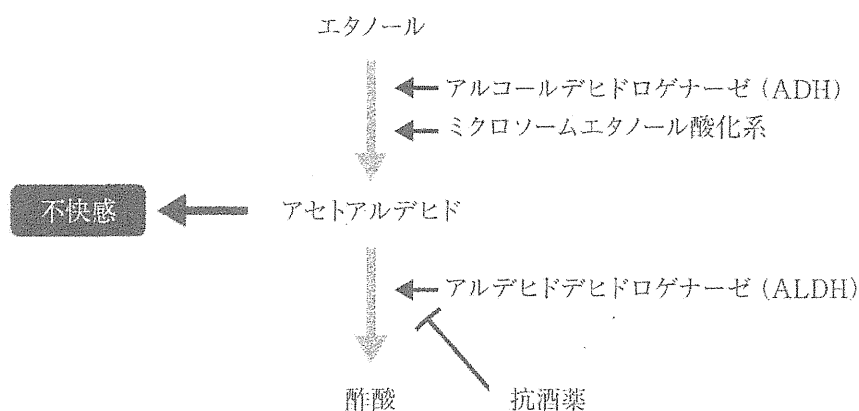 エタノール
アルコールデヒドロゲナーゼ（ADH）
ミクロソームエタノール酸化系
不快感
アセトアルデヒド
アルデヒドデヒドロゲナーゼ（ALDH）
酢酸
抗酒薬